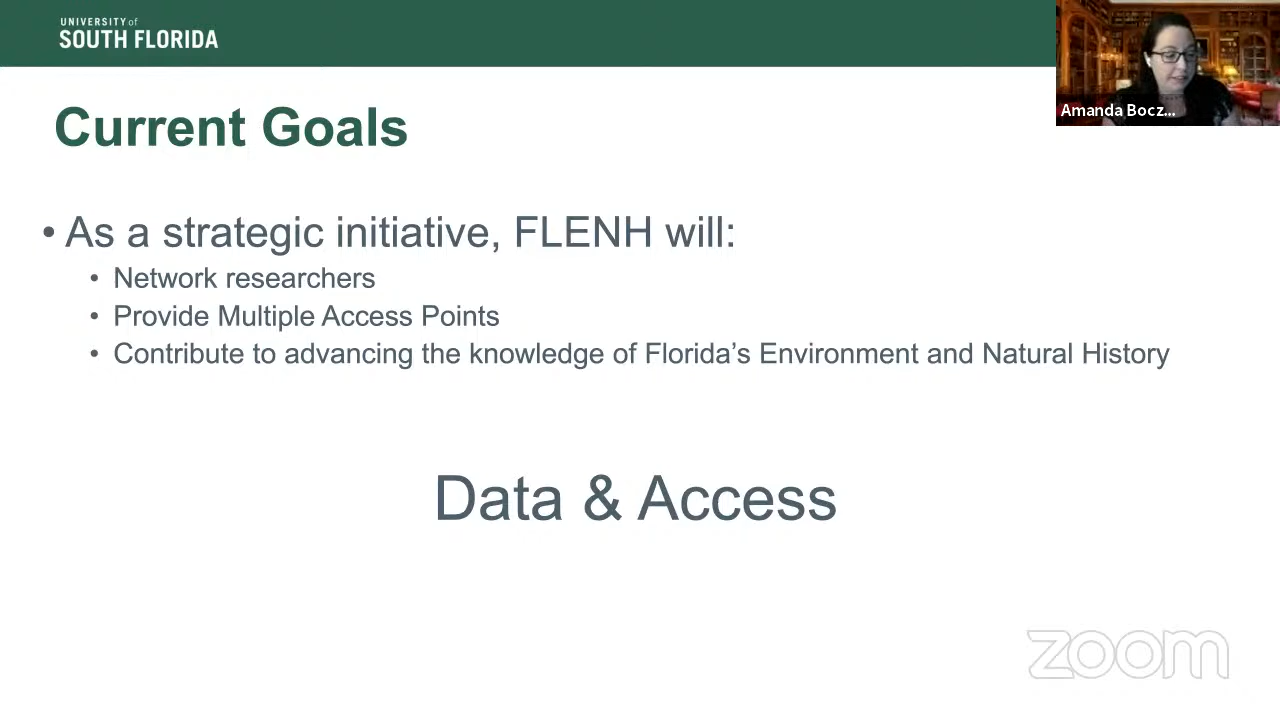 UNIVERSITY of
SOUTH FLORIDA
Amanda Bocz...
Current Goals
• As a strategic initiative, FLENH will:
• Network researchers
• Provide Multiple Access Points
• Contribute to advancing the knowledge of Florida’s Environment and Natural History
Data & Access
zoom